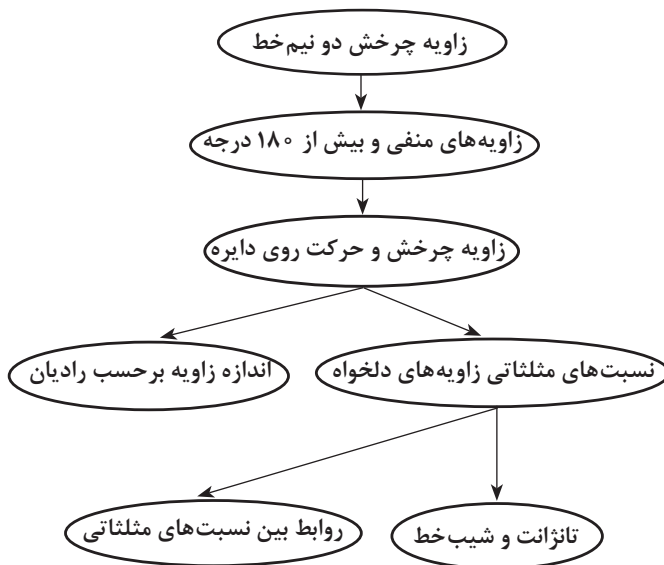 زاویه چرخش دو نیم‌خط
زاویه‌های منفی و بیش از ۱۸۰ درجه
زاویه چرخش و حرکت روی دایره
نسبت‌های مثلثاتی زاویه‌های دلخواه
اندازه زاویه برحسب رادیان
روابط بین نسبت‌های مثلثاتی
تانژانت و شیب‌خط